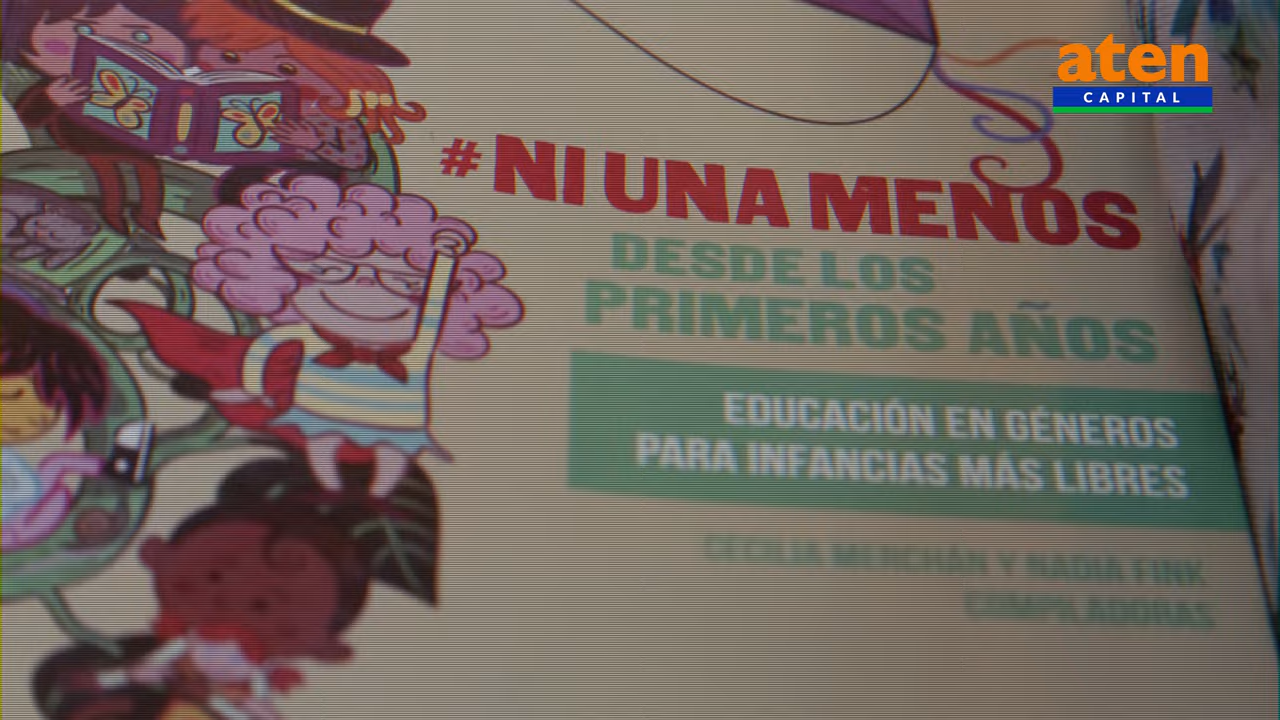 aten
CAPITAL
# NI UNA MENOS
DESDE LOS
PRIMEROS AÑOS
EDUCACIÓN EN GÉNEROS
PARA INFANCIAS MÁS LIBRES
CECILIA MERCHÁN Y NADIA FINK
COMPILADORAS